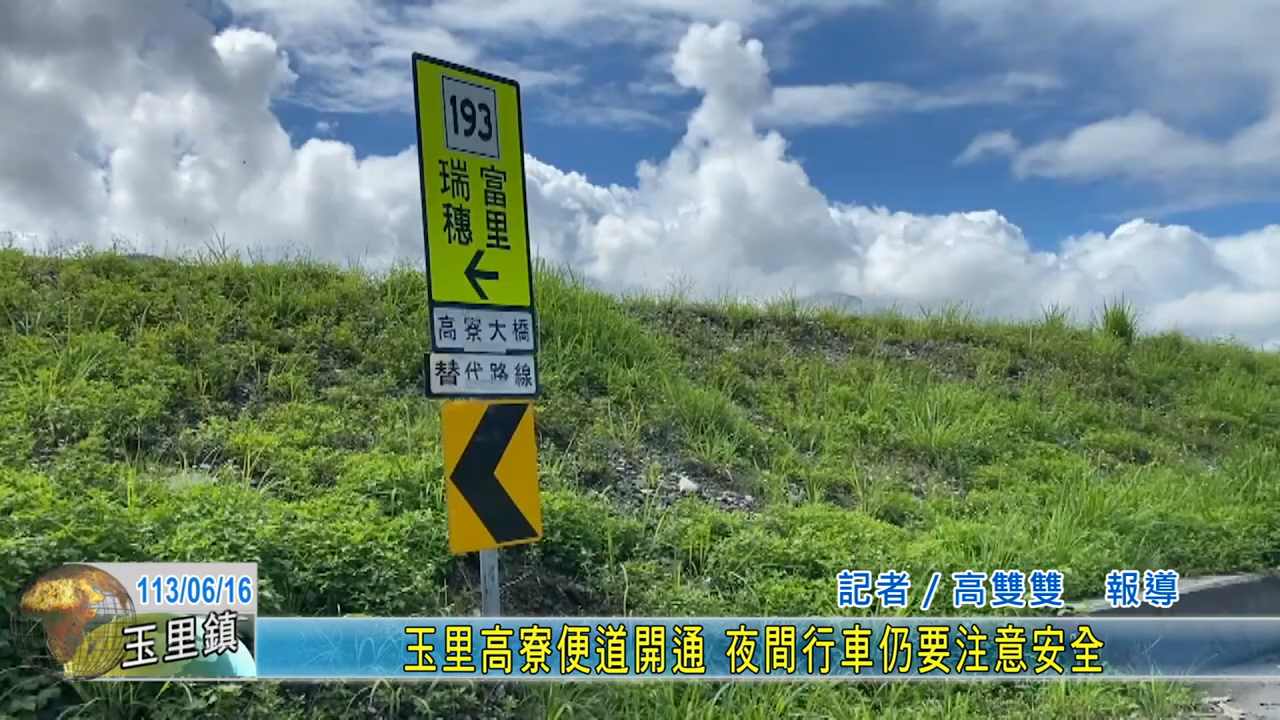 193
瑞穗 富里
高寮大橋
替代路線
記者/高雙雙 報導
113/06/16
玉里鎮
玉里高寮便道開通 夜間行車仍要注意安全